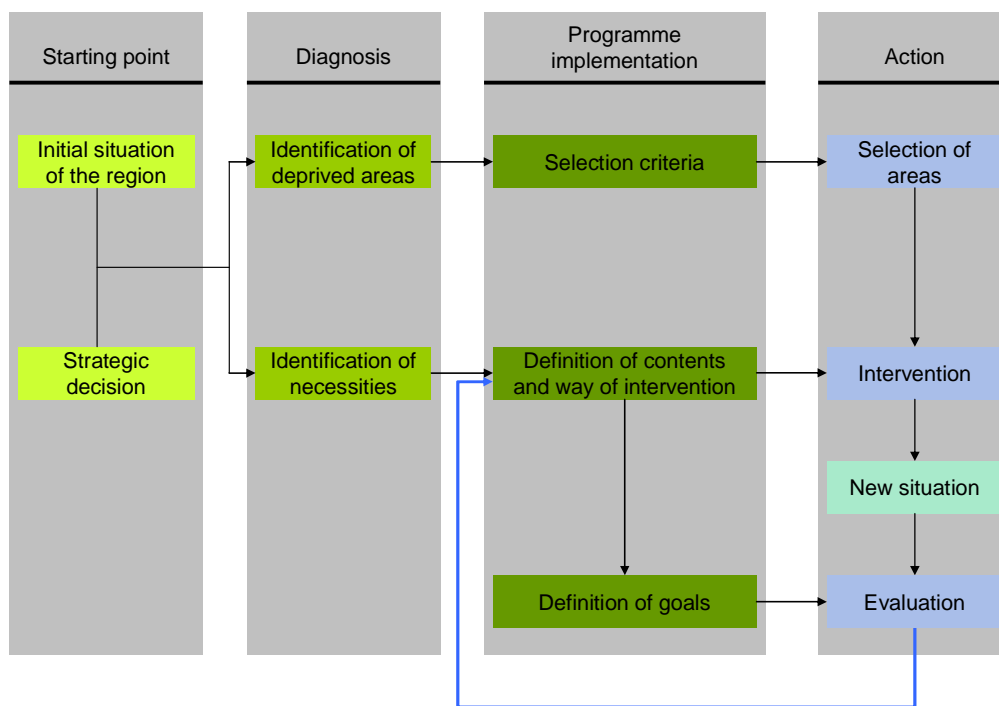 Starting point
Diagnosis
Programme
implementation
Action
Initial situation
of the region
Identification of
deprived areas
Selection criteria
Selection of
areas
Strategic
decision
Identification of
necessities
Definition of contents
and way of intervention
Intervention
New situation
Definition of goals
Evaluation